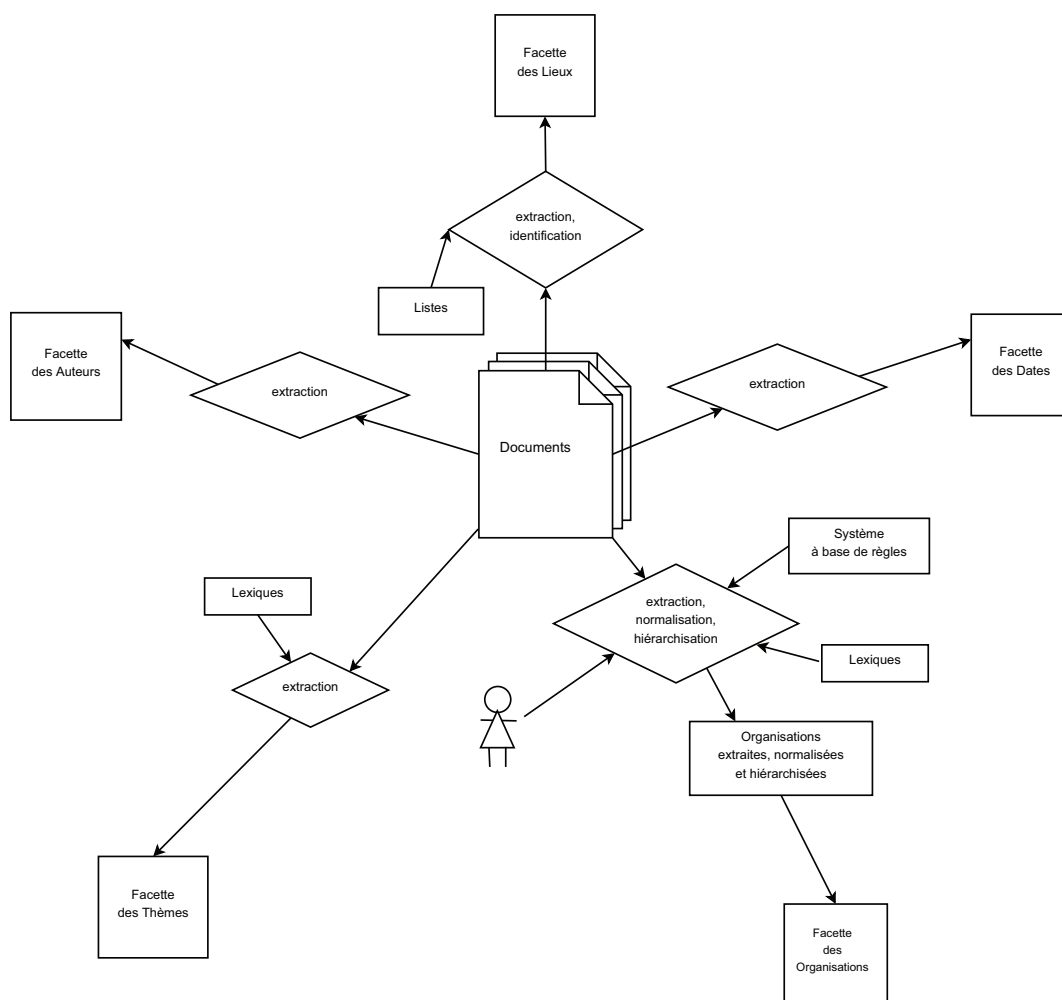 Facette
des Lieux
extraction,
identification
Listes
Facette
des Auteurs
extraction
extraction
Facette
des Dates
Documents
Système
à base de règles
Lexiques
extraction,
normalisation,
hiérarchisation
Lexiques
extraction
Organisations
extraites, normalisées
et hiérarchisées
Facette
des Thèmes
Facette
des
Organisations